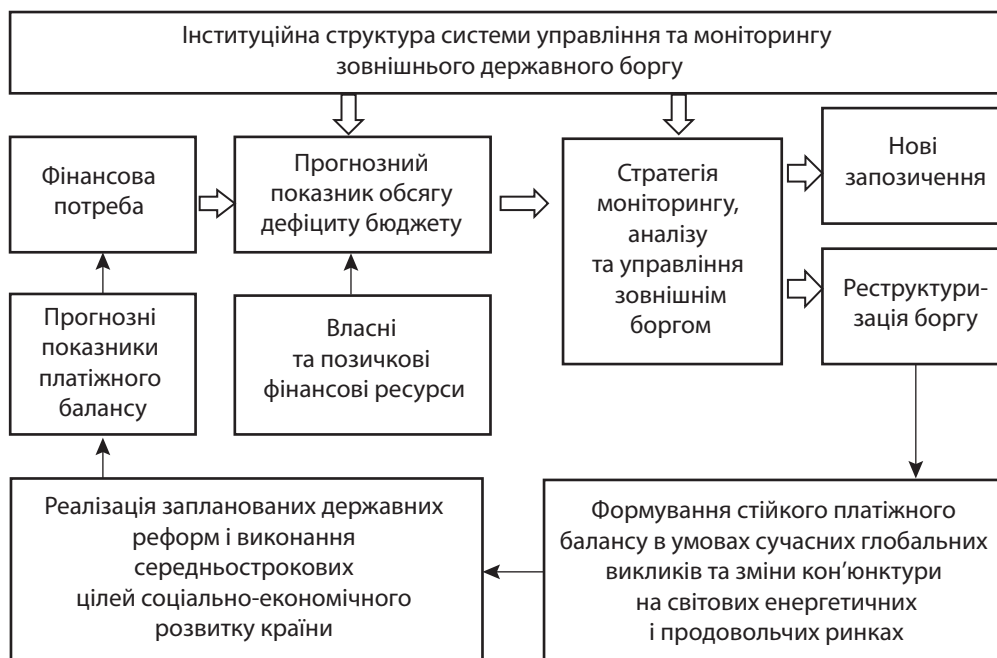 Інституційна структура системи управління та моніторингу
зовнішнього державного боргу
Фінансова
потреба
Прогнозний
показник обсягу
дефіциту бюджету
Стратегія
моніторингу,
аналізу
та управління
зовнішнім
боргом
Нові
запозичення
Реструктури-
зація боргу
Прогнозні
показники
платіжного
балансу
Власні
та позичкові
фінансові ресурси
Реалізація запланованих державних
реформ і виконання
середньострокових
цілей соціально-економічного
розвитку країни
Формування стійкого платіжного
балансу в умовах сучасних глобальних
викликів та зміни кон’юнктури
на світових енергетичних
і продовольчих ринках